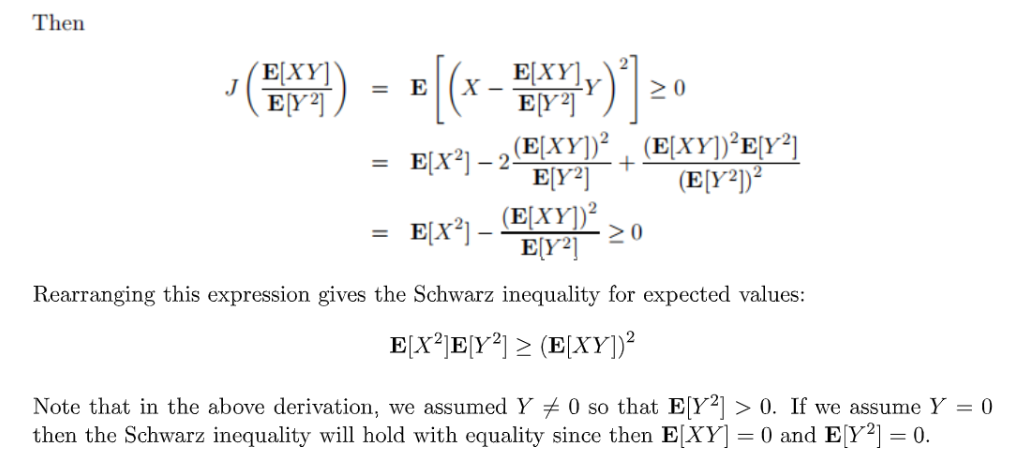 Then
J(E[XY]/E[Y²]) = E[(X − E[XY]/E[Y²] Y)²] ≥ 0
= E[X²] − 2(E[XY])²/E[Y²] + (E[XY])²E[Y²]/(E[Y²])²
= E[X²] − (E[XY])²/E[Y²] ≥ 0
Rearranging this expression gives the Schwarz inequality for expected values:
E[X²]E[Y²] ≥ (E[XY])²
Note that in the above derivation, we assumed Y ≠ 0 so that E[Y²] > 0. If we assume Y = 0
then the Schwarz inequality will hold with equality since then E[XY] = 0 and E[Y²] = 0.